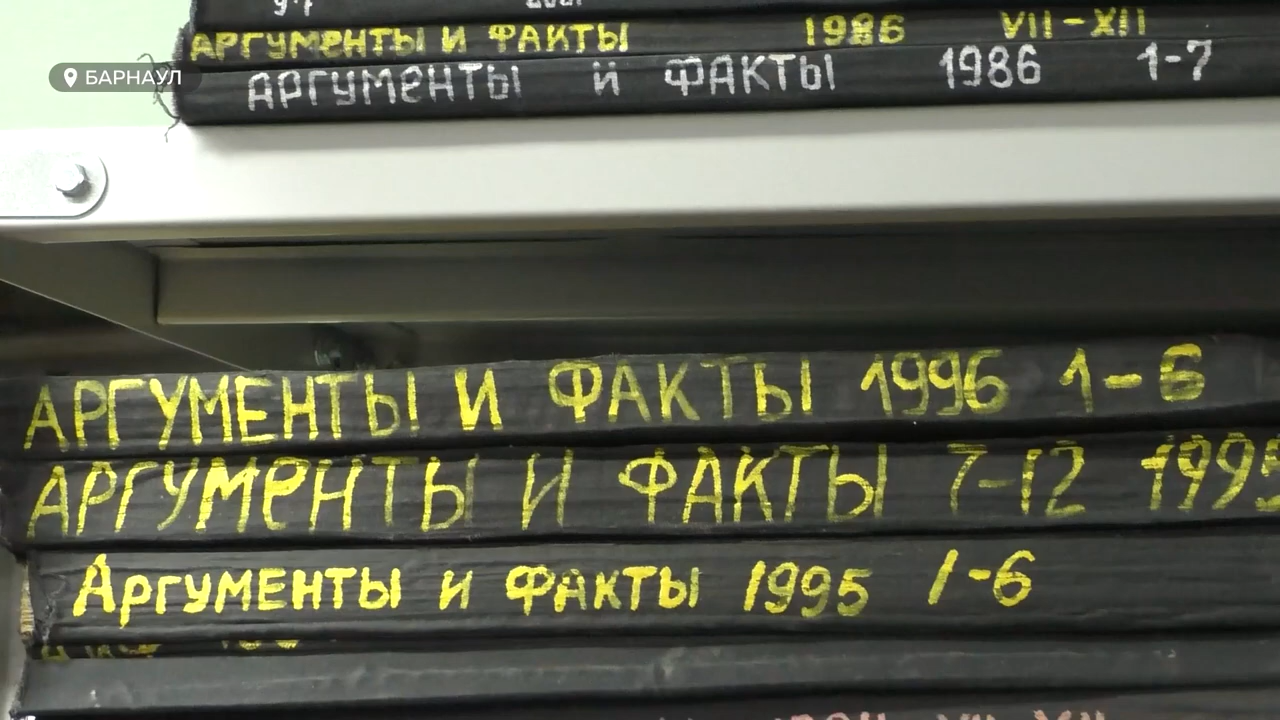 АРГУМЕНТЫ И ФАКТЫ 1986 VII-XII
БАРНАУЛ
АРГУМЕНТЫ И ФАКТЫ 1986 1-7
АРГУМЕНТЫ И ФАКТЫ 1996 1-6
АРГУМЕНТЫ И ФАКТЫ 7-12 1995
Аргументы и Факты 1995 1-6